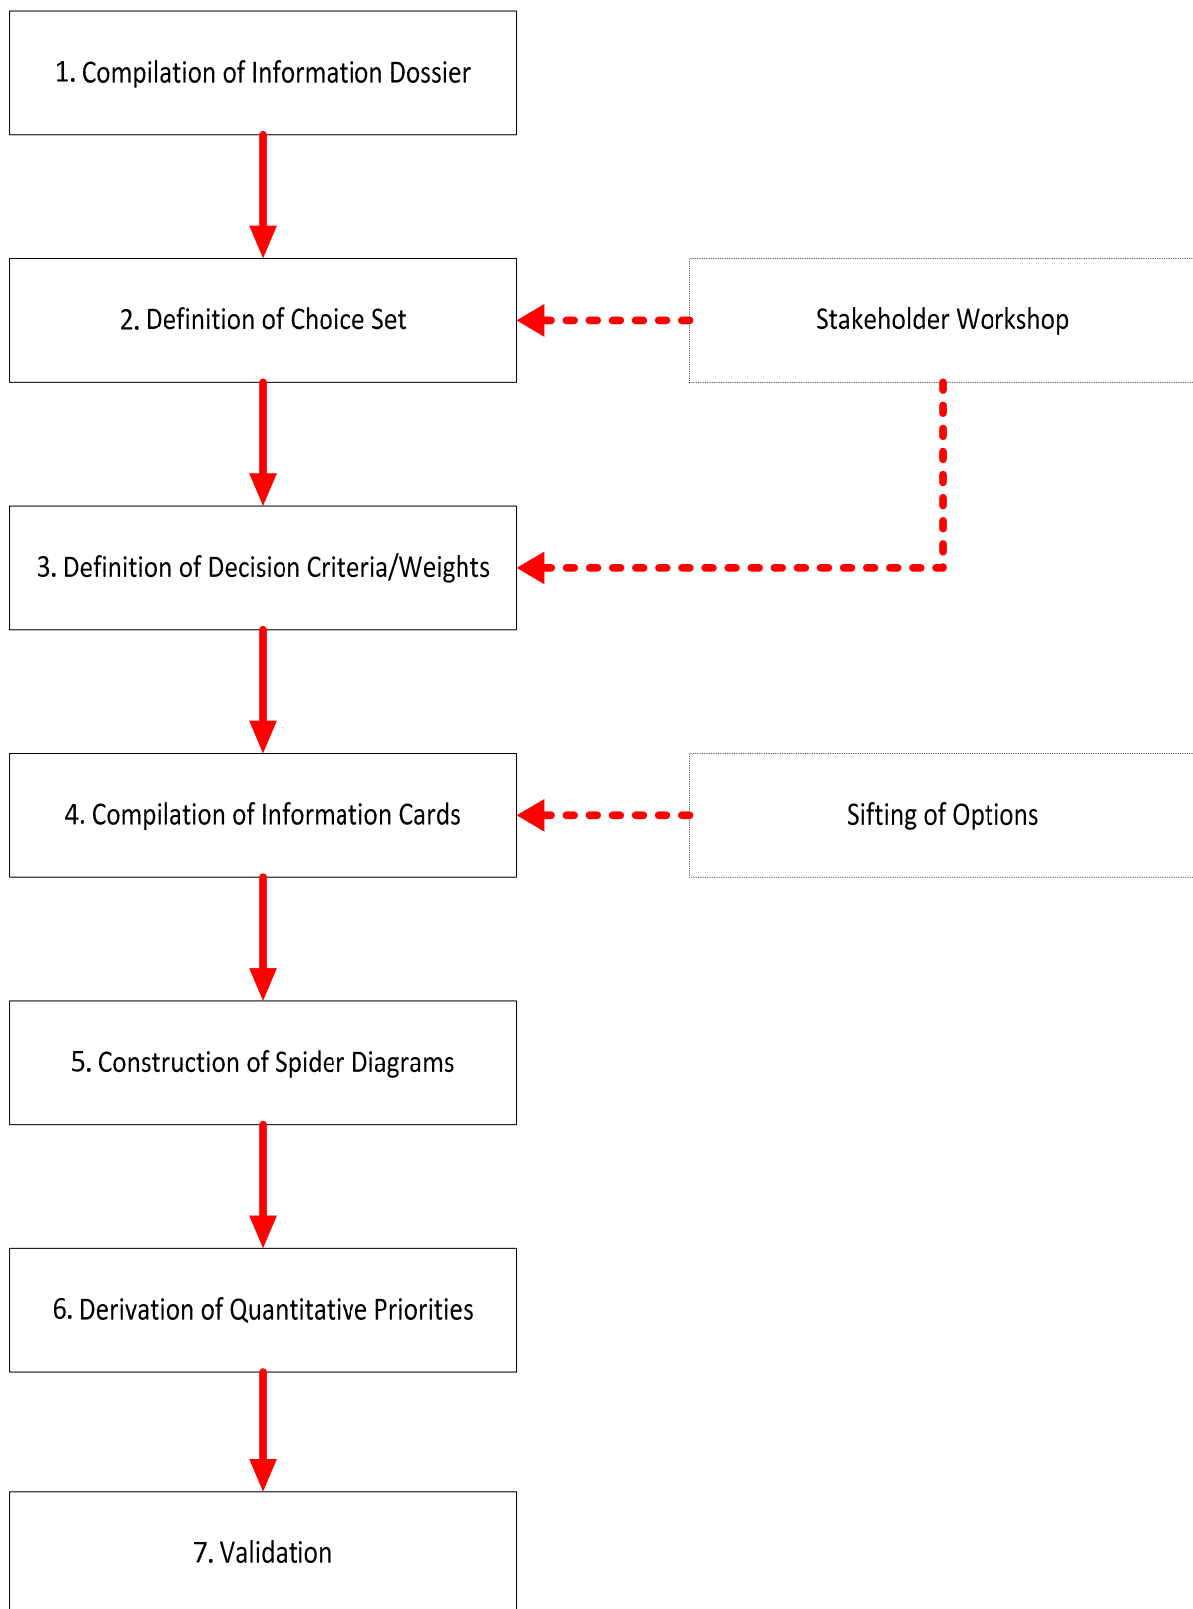 1. Compilation of Information Dossier
2. Definition of Choice Set
Stakeholder Workshop
3. Definition of Decision Criteria/Weights
4. Compilation of Information Cards
Sifting of Options
5. Construction of Spider Diagrams
6. Derivation of Quantitative Priorities
7. Validation